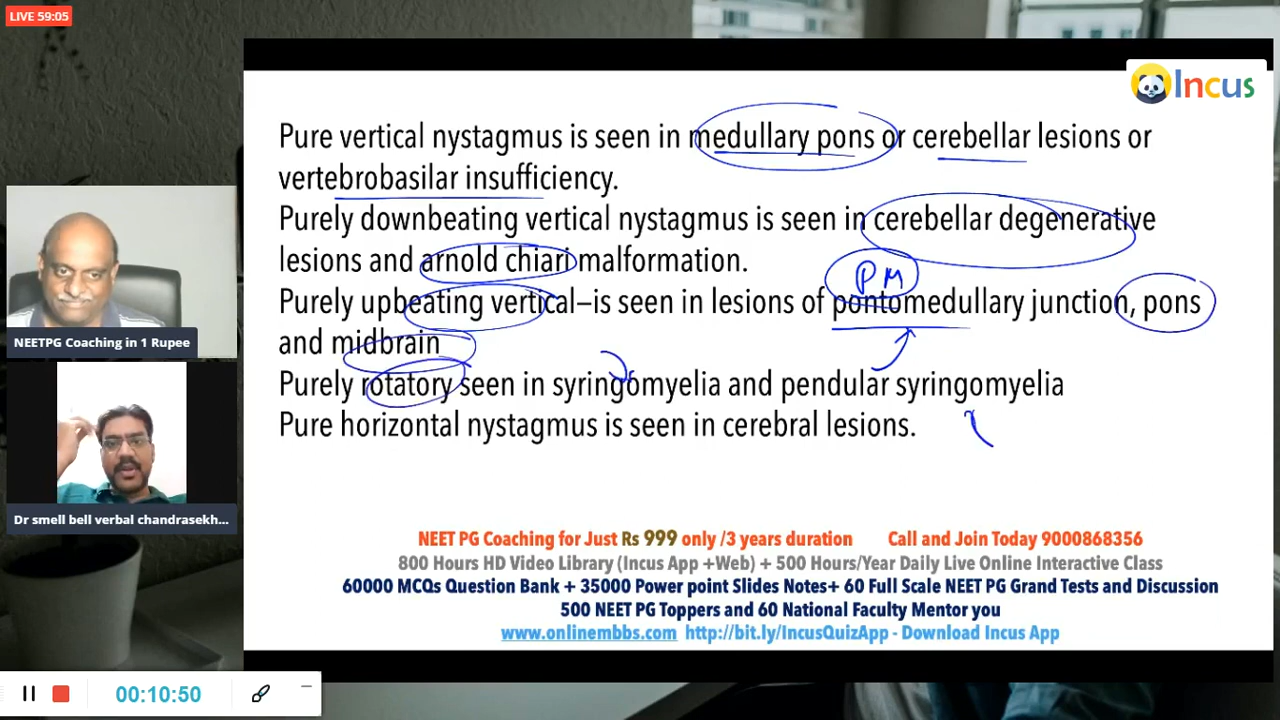 LIVE 59:05
Incus
Pure vertical nystagmus is seen in medullary pons or cerebellar lesions or
vertebrobasilar insufficiency.
Purely downbeating vertical nystagmus is seen in cerebellar degenerative
lesions and arnold chiari malformation.
P M
Purely upbeating vertical–is seen in lesions of pontomedullary junction, pons
and midbrain
Purely rotatory seen in syringomyelia and pendular syringomyelia
Pure horizontal nystagmus is seen in cerebral lesions.
NEETPG Coaching in 1 Rupee
Dr smell bell verbal chandrasekh...
NEET PG Coaching for Just Rs 999 only /3 years duration Call and Join Today 9000868356
800 Hours HD Video Library (Incus App +Web) + 500 Hours/Year Daily Live Online Interactive Class
60000 MCQs Question Bank + 35000 Power point Slides Notes+ 60 Full Scale NEET PG Grand Tests and Discussion
500 NEET PG Toppers and 60 National Faculty Mentor you
www.onlinembbs.com http://bit.ly/IncusQuizApp - Download Incus App
00:10:50